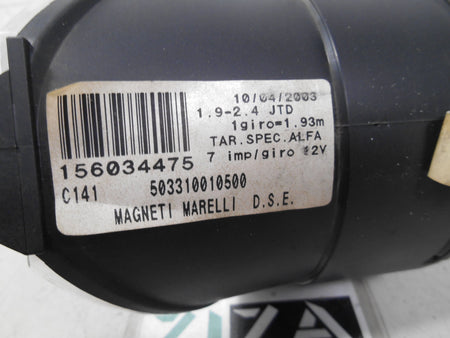 10/04/2003
1.9-2.4 JTD
1giro=1.93m
TAR.SPEC.ALFA
7 imp/giro 12V
156034475
C141 503310010500
MAGNETI MARELLI D.S.E.